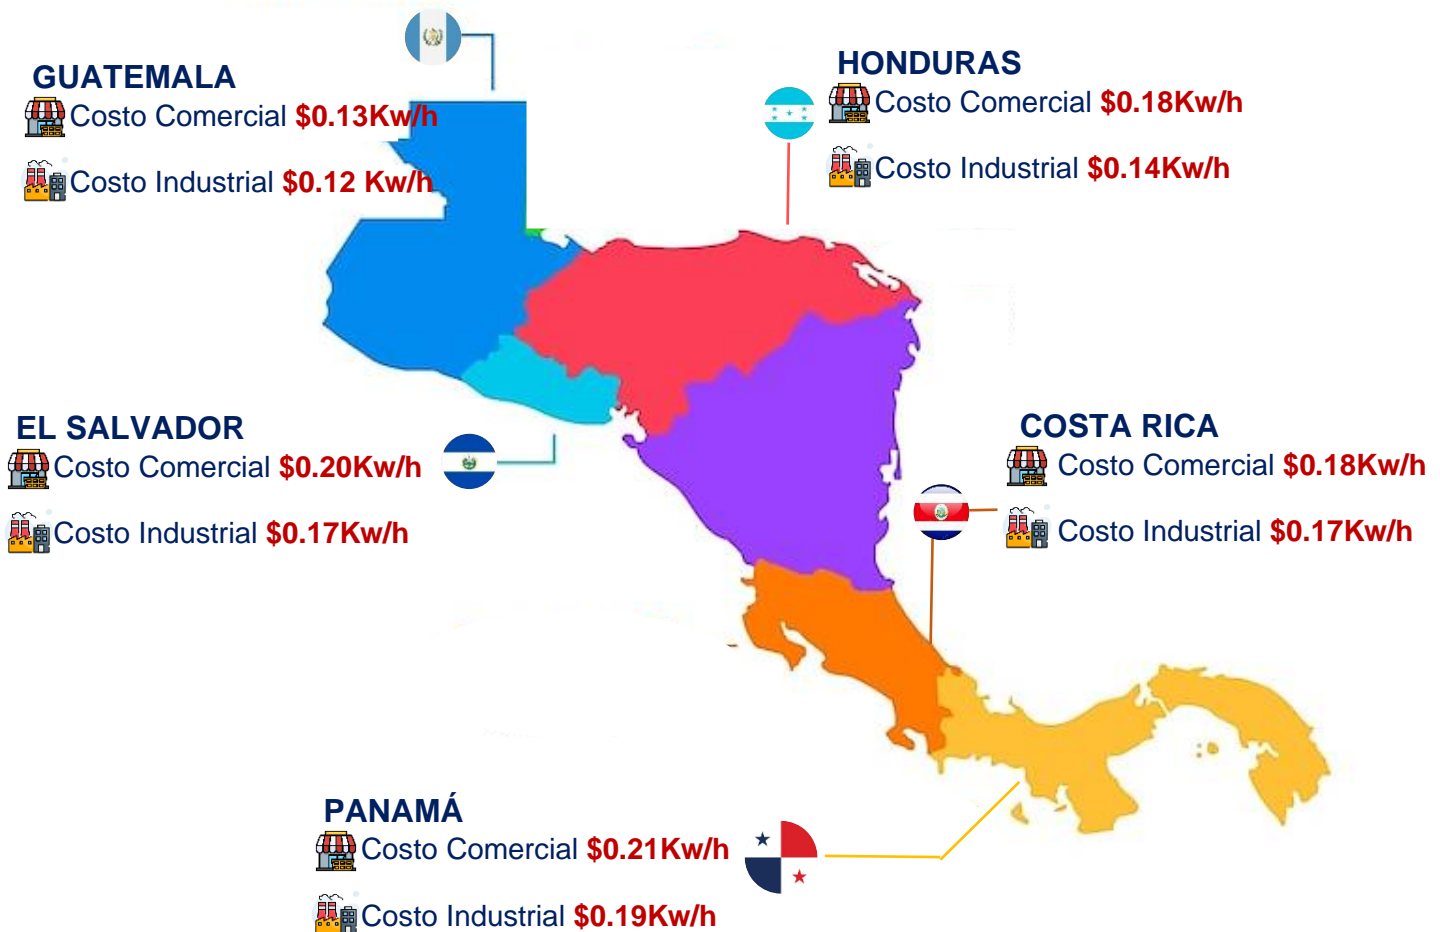 GUATEMALA
Costo Comercial $0.13Kw/h
Costo Industrial $0.12 Kw/h
HONDURAS
Costo Comercial $0.18Kw/h
Costo Industrial $0.14Kw/h
EL SALVADOR
Costo Comercial $0.20Kw/h
Costo Industrial $0.17Kw/h
COSTA RICA
Costo Comercial $0.18Kw/h
Costo Industrial $0.17Kw/h
PANAMÁ
Costo Comercial $0.21Kw/h
Costo Industrial $0.19Kw/h